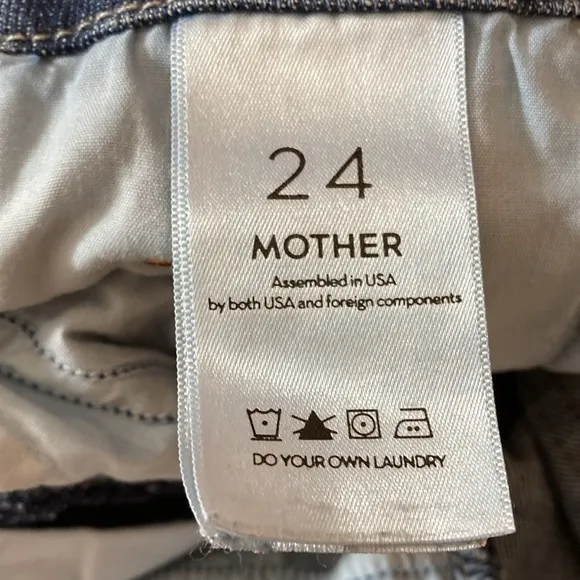 24
MOTHER
Assembled in USA
by both USA and foreign components
DO YOUR OWN LAUNDRY